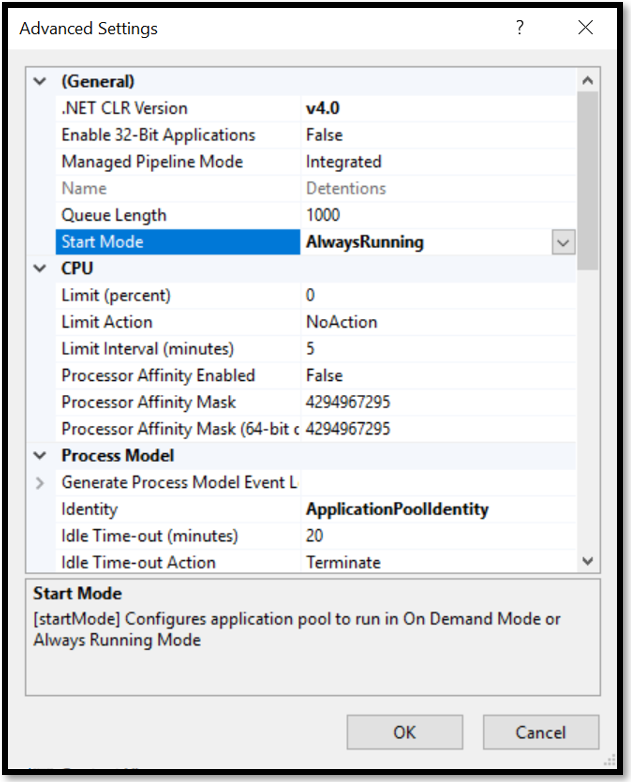 Advanced Settings ?
(General)
.NET CLR Version v4.0
Enable 32-Bit Applications False
Managed Pipeline Mode Integrated
Name Detentions
Queue Length 1000
Start Mode AlwaysRunning
CPU
Limit (percent) 0
Limit Action NoAction
Limit Interval (minutes) 5
Processor Affinity Enabled False
Processor Affinity Mask 4294967295
Processor Affinity Mask (64-bit o 4294967295
Process Model
Generate Process Model Event L
Identity ApplicationPoolIdentity
Idle Time-out (minutes) 20
Idle Time-out Action Terminate
Start Mode
[startMode] Configures application pool to run in On Demand Mode or
Always Running Mode
OK Cancel